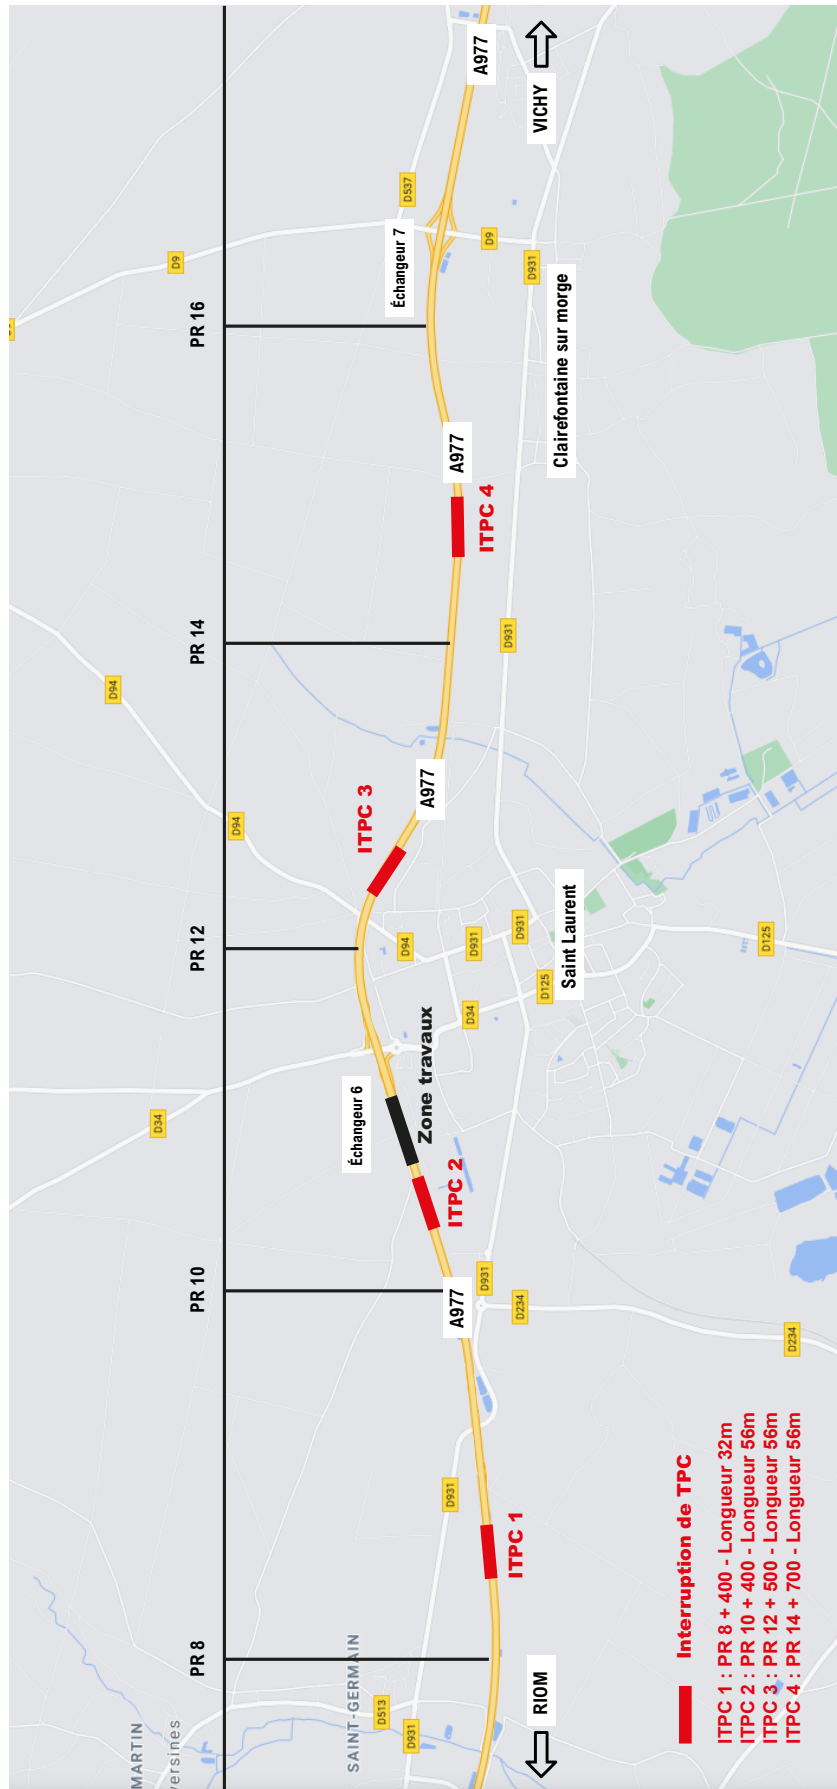 PR 8
PR 10
PR 12
PR 14
PR 16
D34
D94
D94
D9
MARTIN
versines
SAINT-GERMAIN
D513
D931
D931
Échangeur 6
D94
ITPC 3
Échangeur 7
D537
A977
A977
A977
A977
Zone travaux
ITPC 2
ITPC 1
ITPC 4
D34
D931
D931
D9
D931
D234
D931
D125
D931
RIOM
VICHY
Saint Laurent
Clairefontaine sur morge
D125
D234
Interruption de TPC
ITPC 1 : PR 8 + 400 - Longueur 32m
ITPC 2 : PR 10 + 400 - Longueur 56m
ITPC 3 : PR 12 + 500 - Longueur 56m
ITPC 4 : PR 14 + 700 - Longueur 56m